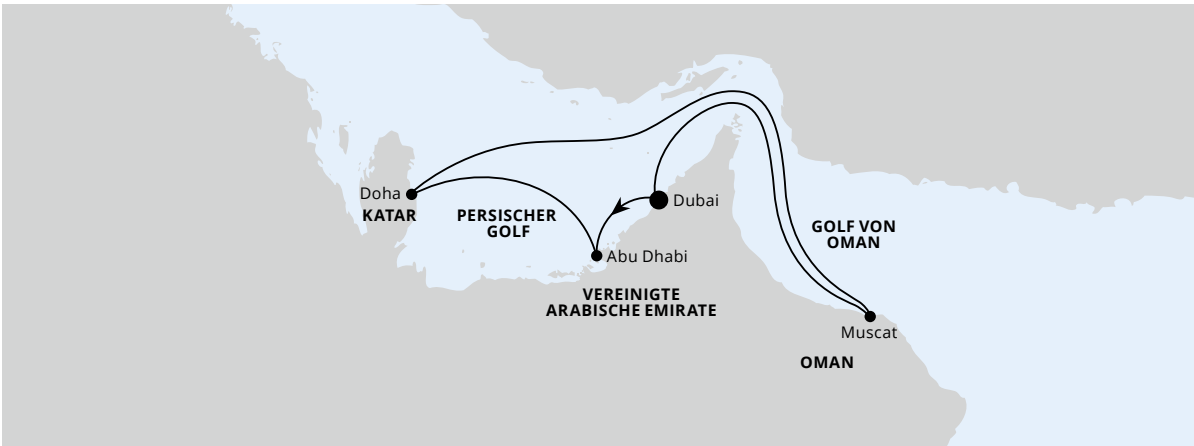 Doha
KATAR
PERSISCHER
GOLF
Dubai
Abu Dhabi
GOLF VON
OMAN
VEREINIGTE
ARABISCHE EMIRATE
Muscat
OMAN